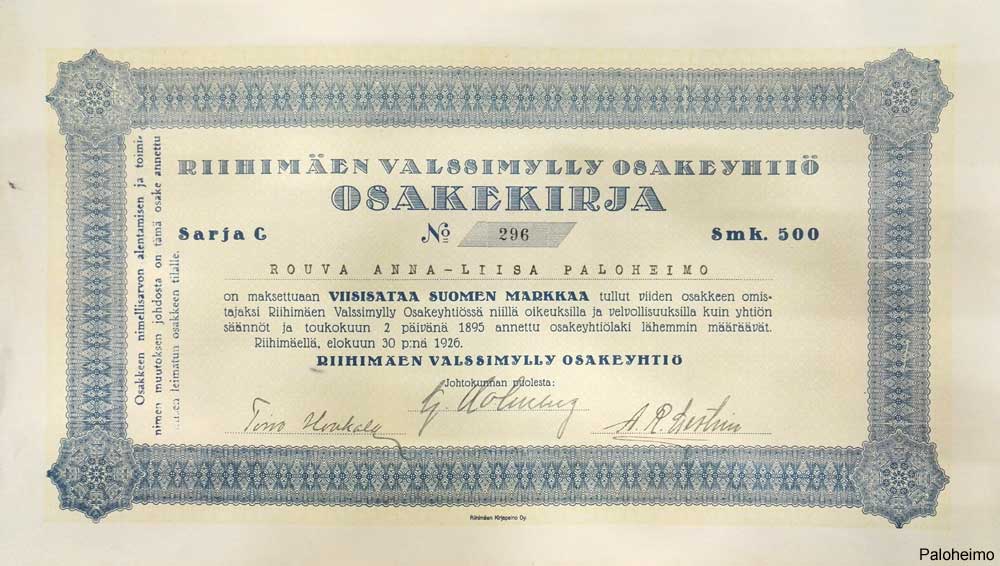 RIIHIMÄEN VALSSIMYLLY OSAKEYHTIÖ
OSAKEKIRJA
Sarja C No 296 Smk. 500
ROUVA ANNA-LIISA PALOHEIMO
on maksettuaan VIISISATAA SUOMEN MARKKAA tullut viiden osakkeen omis-
tajaksi Riihimäen Valssimylly Osakeyhtiössä niillä oikeuksilla ja velvollisuuksilla kuin yhtiön
säännöt ja toukokuun 2 päivänä 1895 annettu osakeyhtiölaki lähemmin määräävät.
Riihimäellä, elokuun 30 p:nä 1926.
RIIHIMÄEN VALSSIMYLLY OSAKEYHTIÖ
Johtokunnan puolesta:
G. Holmberg
Toivo
A. R.
Osakkeen nimellisarvon alentamisen ja toimi-
nimen muutoksen johdosta on tämä osake annettu
leimatun osakkeen tilalle.
Riihimäen Kirjapaino Oy.
Paloheimo